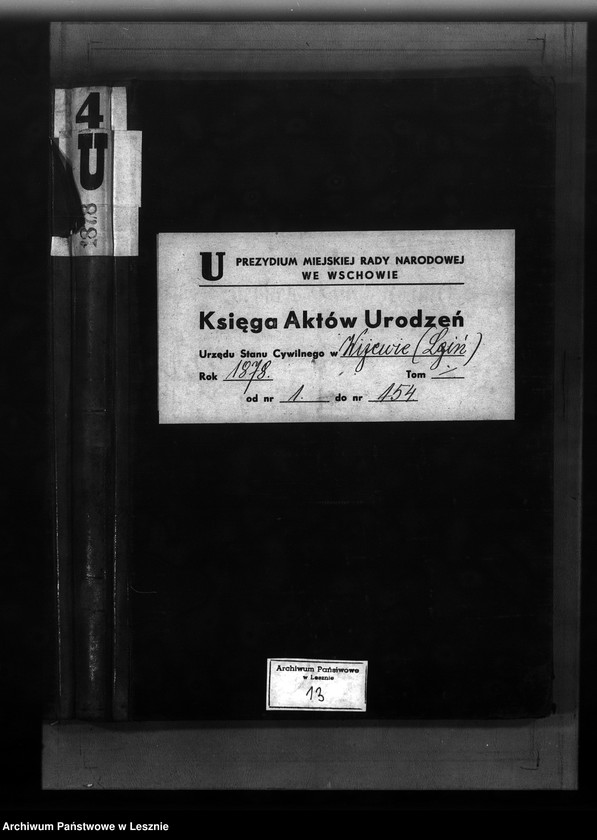 4
U
1878
U PREZYDIUM MIEJSKIEJ RADY NARODOWEJ
WE WSCHOWIE
Księga Aktów Urodzeń
Urzędu Stanu Cywilnego w Wijewie (Lgiń)
Rok 1878. Tom ./.
od nr 1. do nr 154
Archiwum Państwowe
w Lesznie
13
Archiwum Państwowe w Lesznie